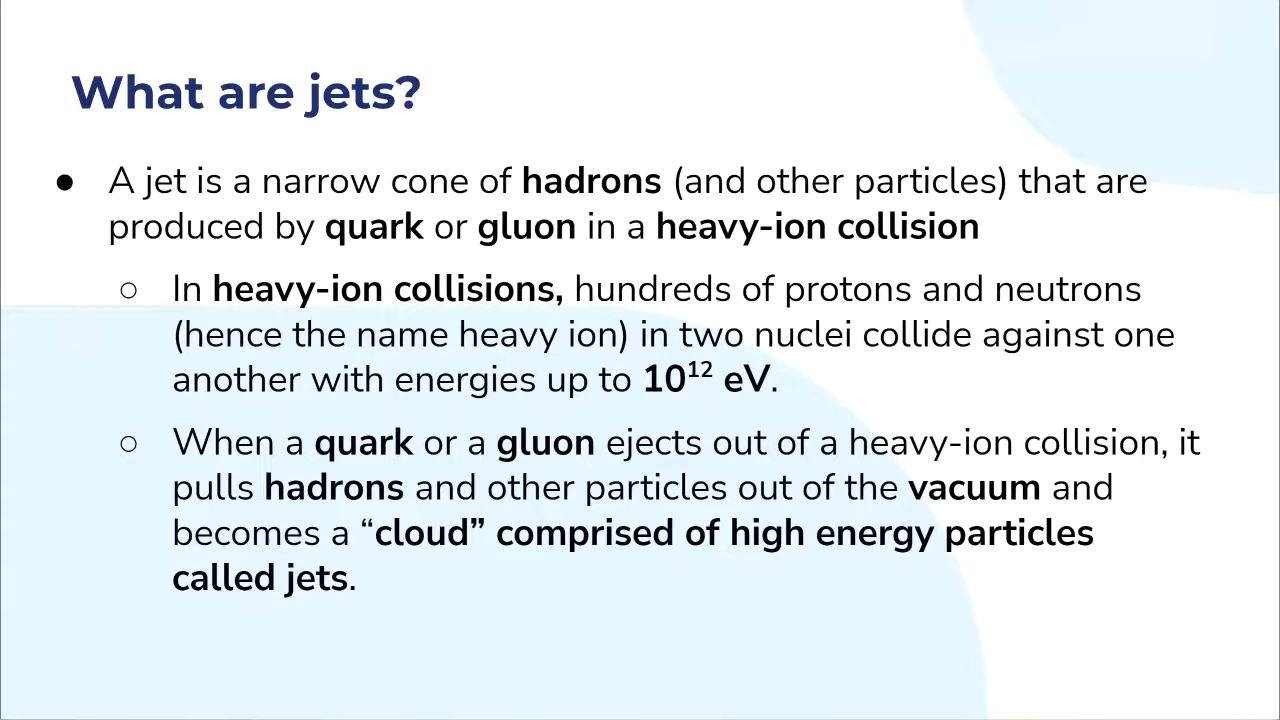 What are jets?
● A jet is a narrow cone of hadrons (and other particles) that are
produced by quark or gluon in a heavy-ion collision
○ In heavy-ion collisions, hundreds of protons and neutrons
(hence the name heavy ion) in two nuclei collide against one
another with energies up to 10¹² eV.
○ When a quark or a gluon ejects out of a heavy-ion collision, it
pulls hadrons and other particles out of the vacuum and
becomes a “cloud” comprised of high energy particles
called jets.